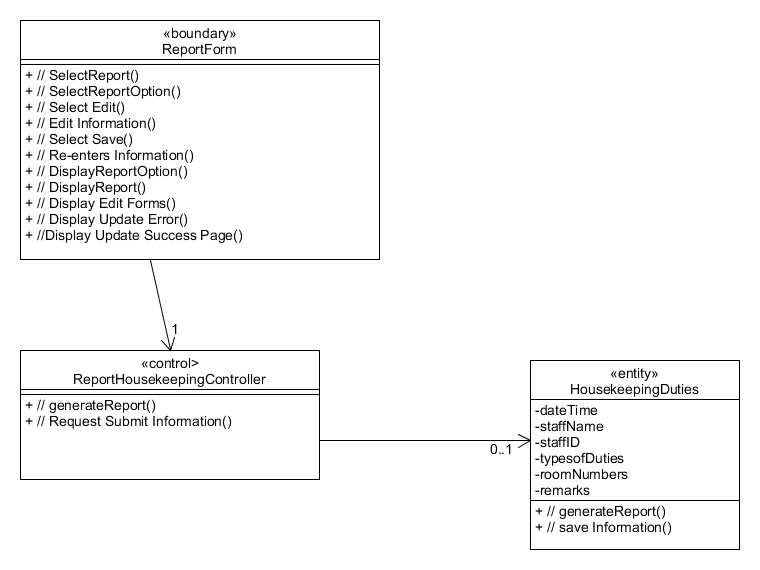 «boundary»
ReportForm
+ // SelectReport()
+ // SelectReportOption()
+ // Select Edit()
+ // Edit Information()
+ // Select Save()
+ // Re-enters Information()
+ // DisplayReportOption()
+ // DisplayReport()
+ // Display Edit Forms()
+ // Display Update Error()
+ //Display Update Success Page()
1
«control>
ReportHousekeepingController
+ // generateReport()
+ // Request Submit Information()
0..1
«entity»
HousekeepingDuties
-dateTime
-staffName
-staffID
-typesofDuties
-roomNumbers
-remarks
+ // generateReport()
+ // save Information()